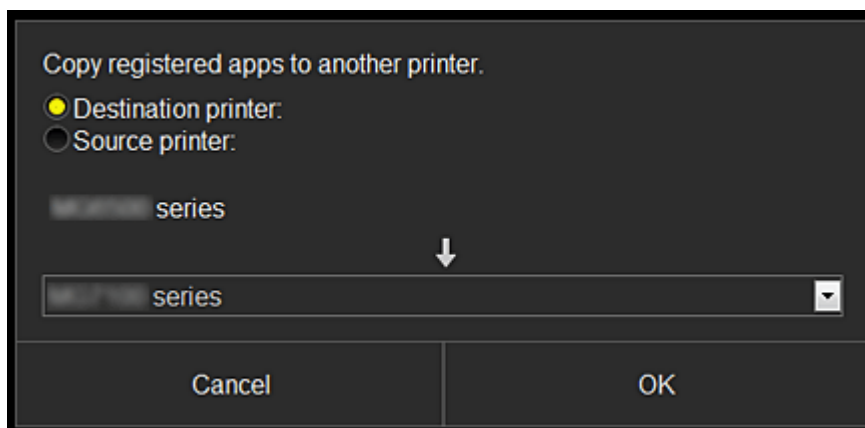 Copy registered apps to another printer.
Destination printer:
Source printer:
series
series
Cancel
OK